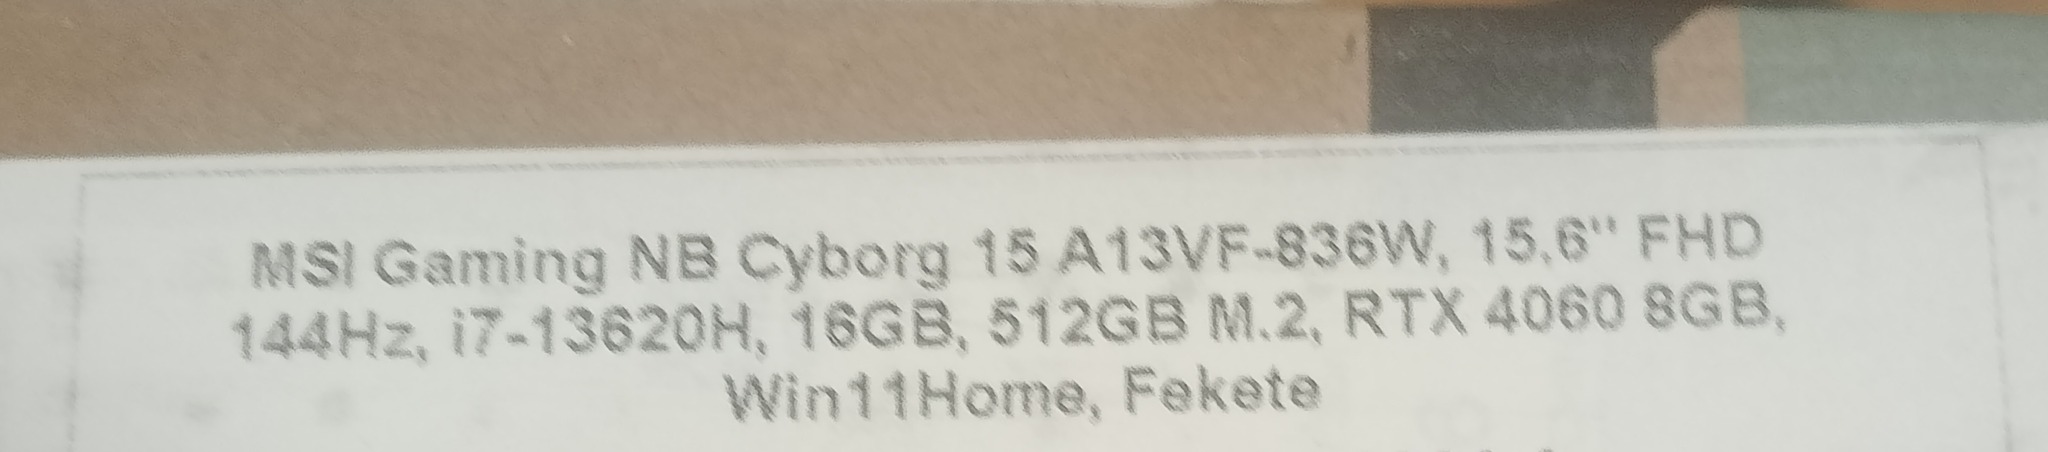 MSI Gaming NB Cyborg 15 A13VF-836W, 15.6" FHD
144Hz, i7-13620H, 16GB, 512GB M.2, RTX 4060 8GB,
Win11Home, Fekete